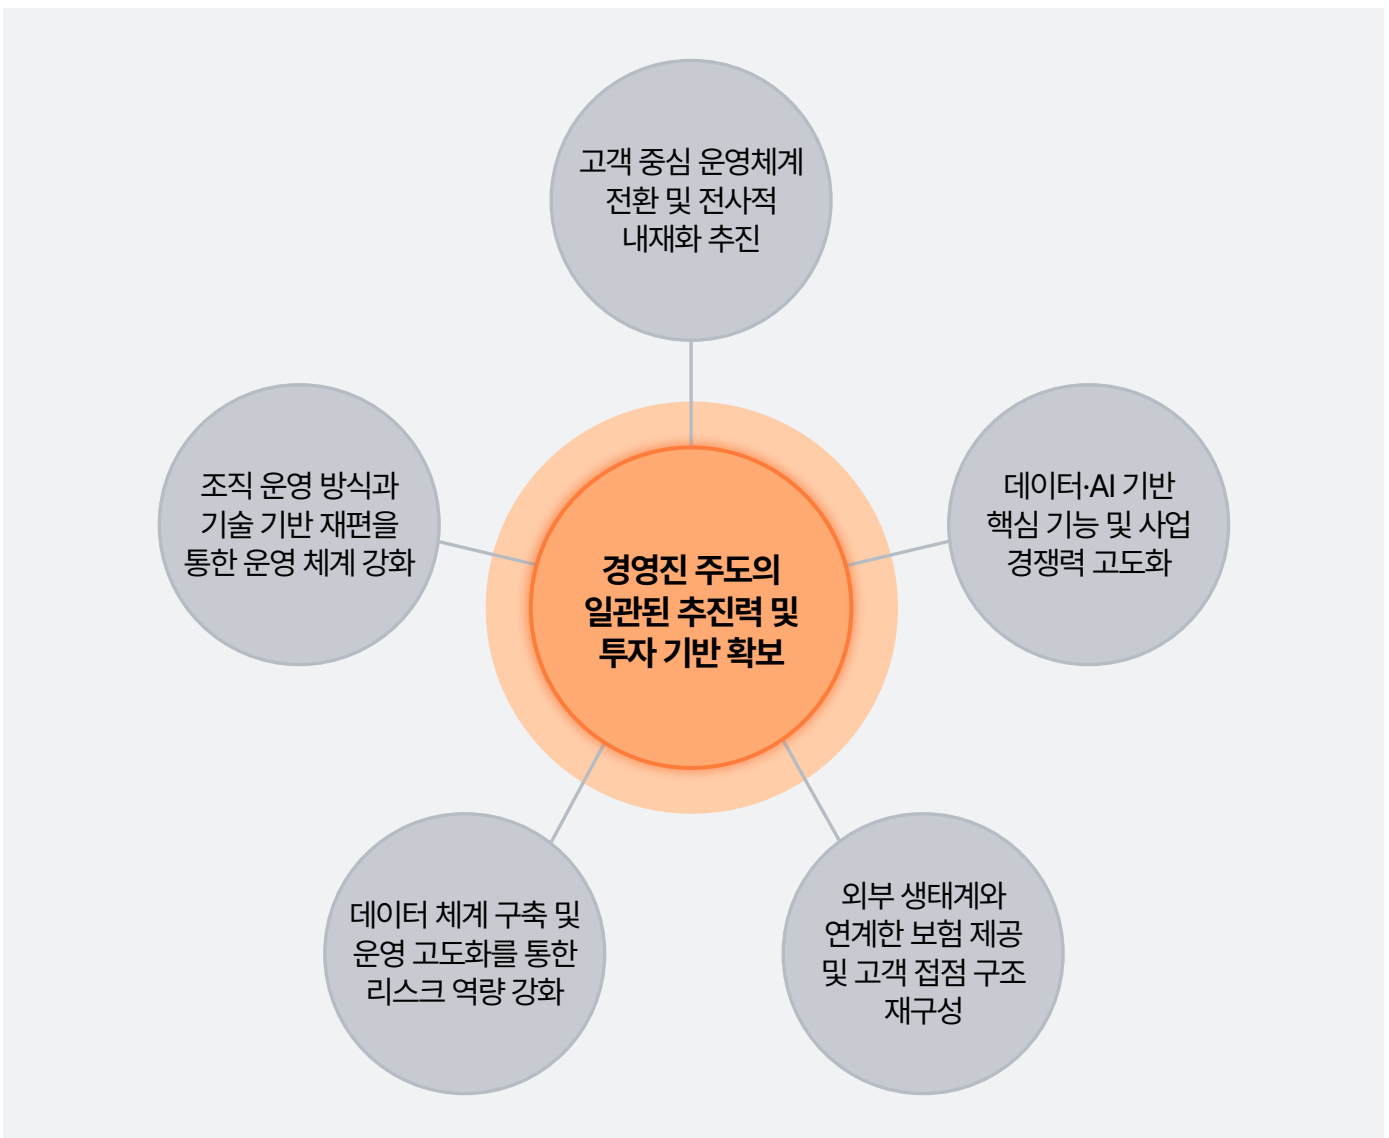 고객 중심 운영체계
전환 및 전사적
내재화 추진
조직 운영 방식과
기술 기반 재편을
통한 운영 체계 강화
데이터·AI 기반
핵심 기능 및 사업
경쟁력 고도화
경영진 주도의
일관된 추진력 및
투자 기반 확보
데이터 체계 구축 및
운영 고도화를 통한
리스크 역량 강화
외부 생태계와
연계한 보험 제공
및 고객 접점 구조
재구성